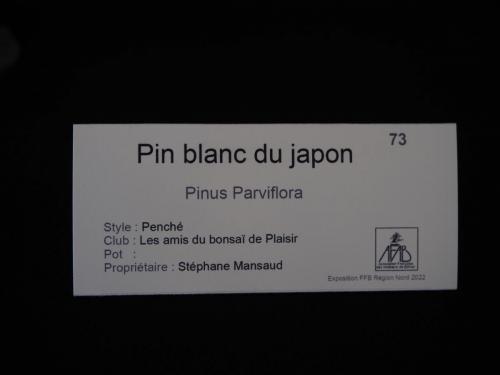 73
Pin blanc du japon
Pinus Parviflora
Style : Penché
Club : Les amis du bonsaï de Plaisir
Pot :
Propriétaire : Stéphane Mansaud
Exposition FFB Région Nord 2022